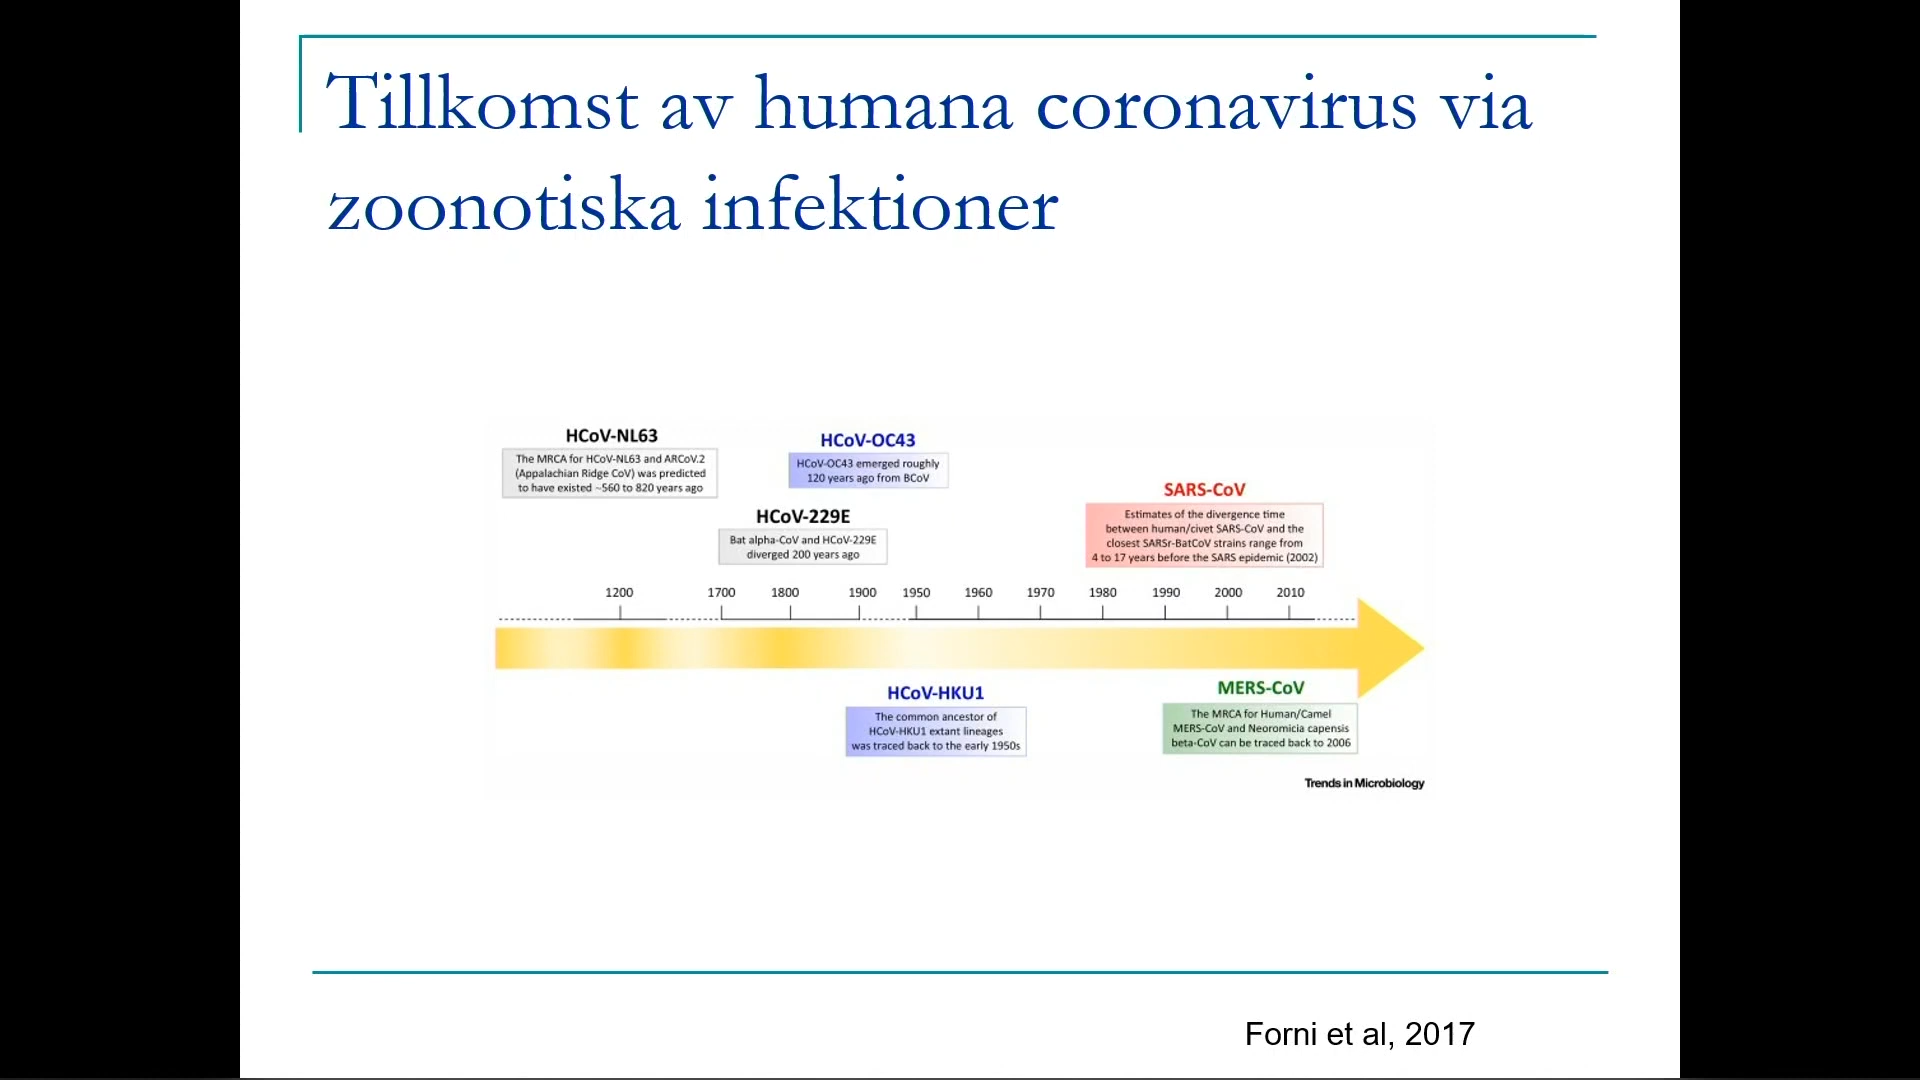 Tillkomst av humana coronavirus via
zoonotiska infektioner
HCoV-NL63
The MRCA for HCoV-NL63 and ARCoV.2
(Appalachian Ridge CoV) was predicted
to have existed ~560 to 820 years ago
HCoV-OC43
HCoV-OC43 emerged roughly
120 years ago from BCoV
HCoV-229E
Bat alpha-CoV and HCoV-229E
diverged 200 years ago
SARS-CoV
Estimates of the divergence time
between human/civet SARS-CoV and the
closest SARSr-BatCoV strains range from
4 to 17 years before the SARS epidemic (2002)
1200 1700 1800 1900 1950 1960 1970 1980 1990 2000 2010
HCoV-HKU1
The common ancestor of
HCoV-HKU1 extant lineages
was traced back to the early 1950s
MERS-CoV
The MRCA for Human/Camel
MERS-CoV and Neoromicia capensis
beta-CoV can be traced back to 2006
Trends in Microbiology
Forni et al, 2017